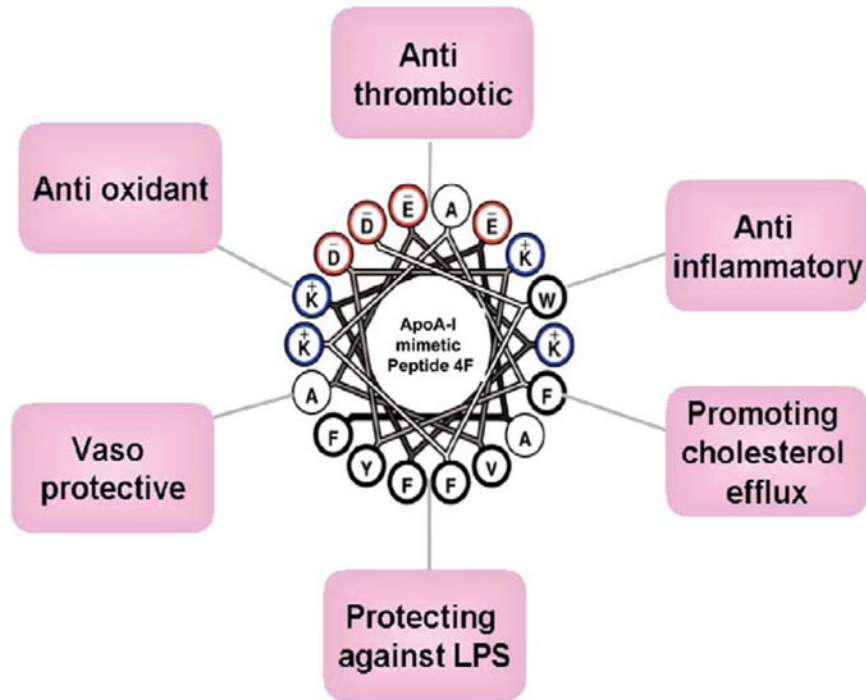 Anti
thrombotic
Anti oxidant
Anti
inflammatory
Vaso
protective
Promoting
cholesterol
efflux
Protecting
against LPS
ApoA-I
mimetic
Peptide 4F
A
E
-
K
+
W
K
+
F
A
V
F
F
Y
F
A
K
+
K
+
D
-
D
-
E
-